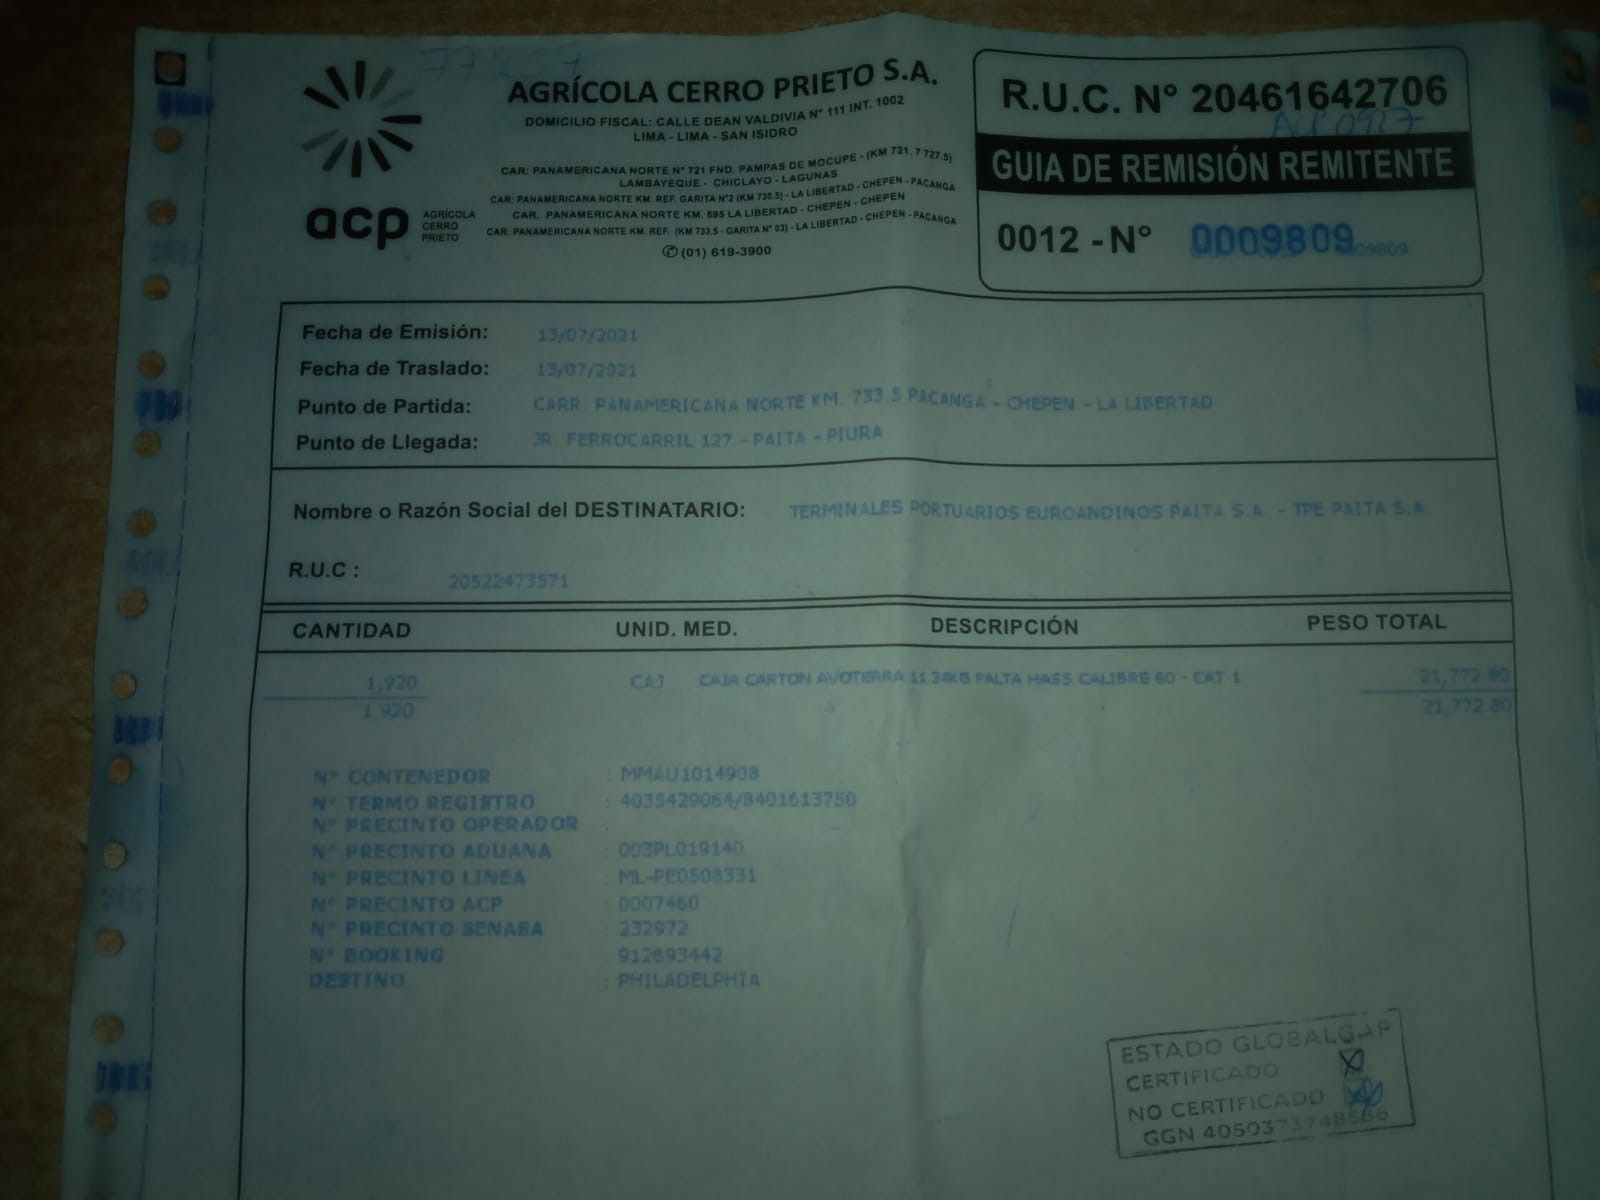 77257
AGRÍCOLA CERRO PRIETO S.A.
DOMICILIO FISCAL: CALLE DEAN VALDIVIA N° 111 INT. 1002
LIMA - LIMA - SAN ISIDRO
CAR: PANAMERICANA NORTE N° 721 FND. PAMPAS DE MOCUPE - (KM 721. 7 727.5)
LAMBAYEQUE - CHICLAYO - LAGUNAS
CAR: PANAMERICANA NORTE KM. REF. GARITA N°2 (KM 730.5) - LA LIBERTAD - CHEPEN - PACANGA
CAR. PANAMERICANA NORTE KM. 695 LA LIBERTAD - CHEPEN - CHEPEN
CAR: PANAMERICANA NORTE KM. REF. (KM 733.5 - GARITA N° 03) - LA LIBERTAD - CHEPEN - PACANGA
(01) 619-3900
acp AGRÍCOLA
CERRO
PRIETO
R.U.C. N° 20461642706
ACP 0927
GUIA DE REMISIÓN REMITENTE
0012 - N° 0009809
Fecha de Emisión: 13/07/2021
Fecha de Traslado: 13/07/2021
Punto de Partida: CARR. PANAMERICANA NORTE KM. 733.5 PACANGA - CHEPEN - LA LIBERTAD
Punto de Llegada: JR. FERROCARRIL 127 - PAITA - PIURA
Nombre o Razón Social del DESTINATARIO: TERMINALES PORTUARIOS EUROANDINOS PAITA S.A. - TPE PAITA S.A.
R.U.C : 20522473571
CANTIDAD UNID. MED. DESCRIPCIÓN PESO TOTAL
1,920 CAJ CAJA CARTON AVOTERRA 11.34KG PALTA HASS CALIBRE 60 - CAT 1 21,772.80
1,920 21,772.80
N° CONTENEDOR : MMAU1014908
N° TERMO REGISTRO : 4035429064/8401613750
N° PRECINTO OPERADOR
N° PRECINTO ADUANA : 003PL019140
N° PRECINTO LINEA : ML-PE0508331
N° PRECINTO ACP : 0007460
N° PRECINTO SENASA : 232972
N° BOOKING : 912693442
DESTINO : PHILADELPHIA
ESTADO GLOBALGAP
CERTIFICADO X
NO CERTIFICADO
GGN 4050373748566